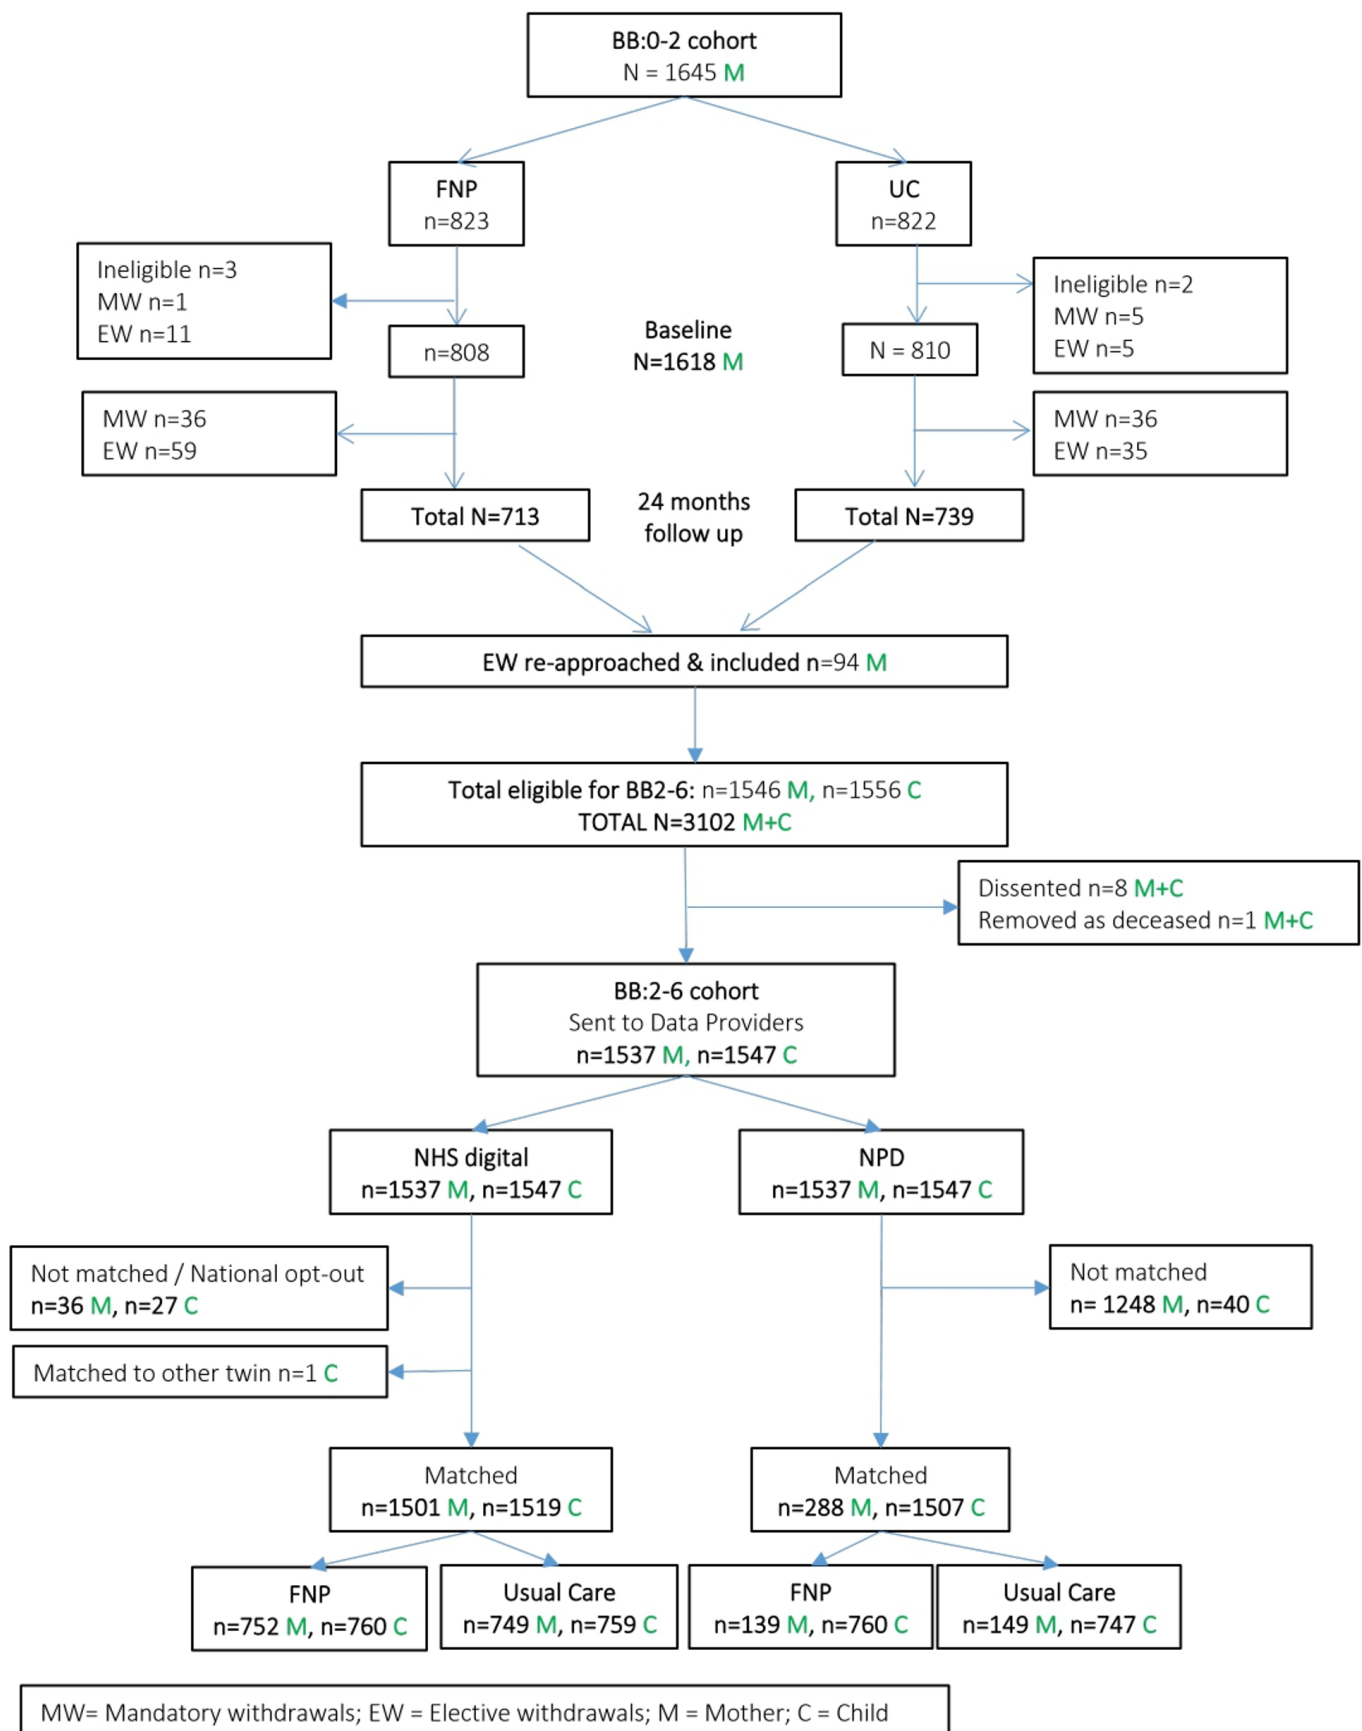 BB:0-2 cohort
N = 1645 M
FNP
n=823
UC
n=822
Ineligible n=3
MW n=1
EW n=11
Ineligible n=2
MW n=5
EW n=5
n=808
Baseline
N=1618 M
N = 810
MW n=36
EW n=59
MW n=36
EW n=35
Total N=713
24 months
follow up
Total N=739
EW re-approached & included n=94 M
Total eligible for BB2-6: n=1546 M, n=1556 C
TOTAL N=3102 M+C
Dissented n=8 M+C
Removed as deceased n=1 M+C
BB:2-6 cohort
Sent to Data Providers
n=1537 M, n=1547 C
NHS digital
n=1537 M, n=1547 C
NPD
n=1537 M, n=1547 C
Not matched / National opt-out
n=36 M, n=27 C
Not matched
n= 1248 M, n=40 C
Matched to other twin n=1 C
Matched
n=1501 M, n=1519 C
Matched
n=288 M, n=1507 C
FNP
n=752 M, n=760 C
Usual Care
n=749 M, n=759 C
FNP
n=139 M, n=760 C
Usual Care
n=149 M, n=747 C
MW= Mandatory withdrawals; EW = Elective withdrawals; M = Mother; C = Child